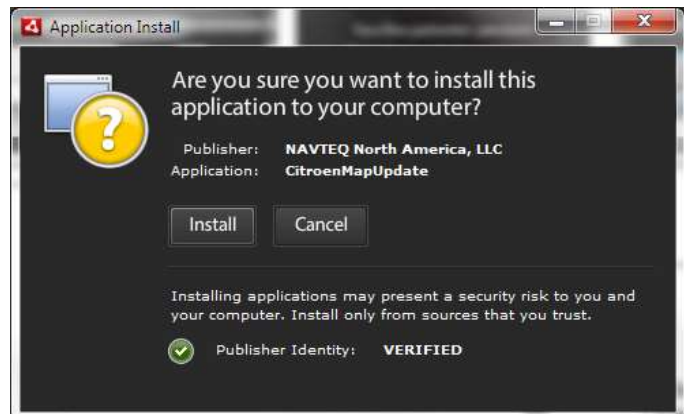 Application Install
Are you sure you want to install this
application to your computer?
Publisher: NAVTEQ North America, LLC
Application: CitroenMapUpdate
Install Cancel
Installing applications may present a security risk to you and
your computer. Install only from sources that you trust.
Publisher Identity: VERIFIED